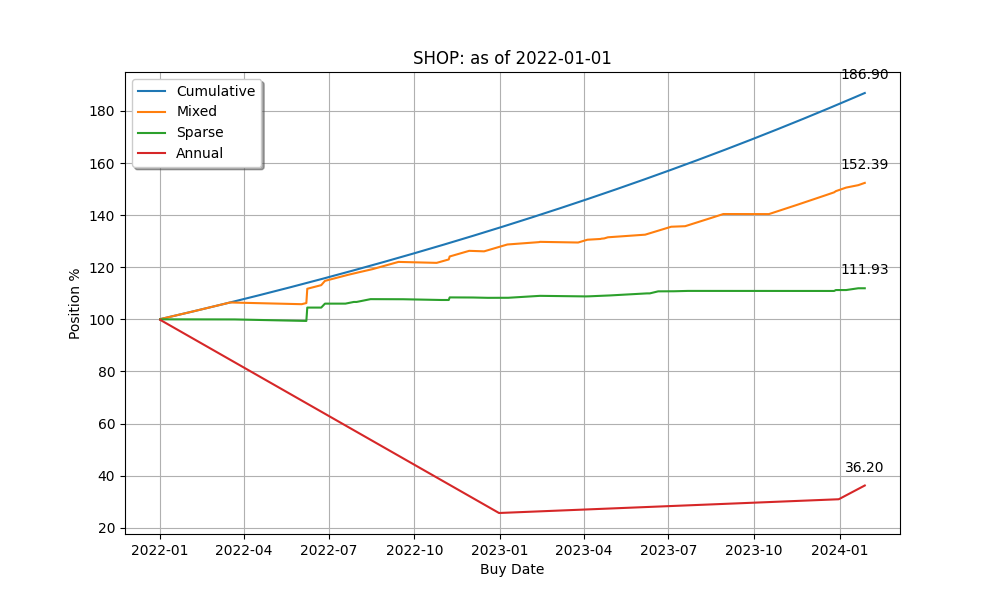 SHOP: as of 2022-01-01
Cumulative
Mixed
Sparse
Annual
186.90
152.39
111.93
36.20
180
160
140
120
100
80
60
40
20
Position %
2022-01 2022-04 2022-07 2022-10 2023-01 2023-04 2023-07 2023-10 2024-01
Buy Date